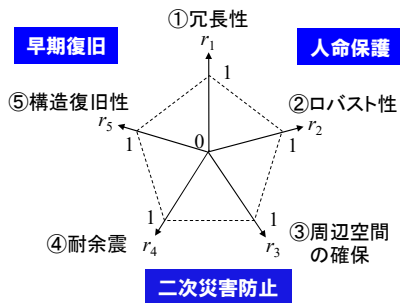 ①冗長性
早期復旧
r₁
人命保護
1
⑤構造復旧性
r₅
1
②ロバスト性
r₂
1
0
1
④耐余震
r₄
1
r₃
③周辺空間
の確保
二次災害防止